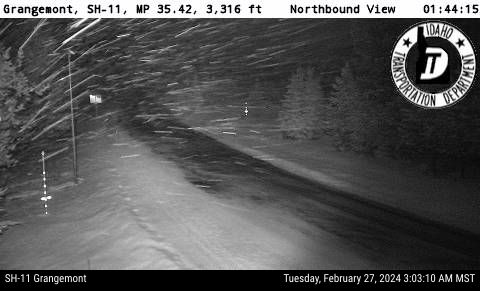 Grangemont, SH-11, MP 35.42, 3,316 ft Northbound View 01:44:15
IDAHO
TRANSPORTATION DEPARTMENT
SH-11 Grangemont Tuesday, February 27, 2024 3:03:10 AM MST